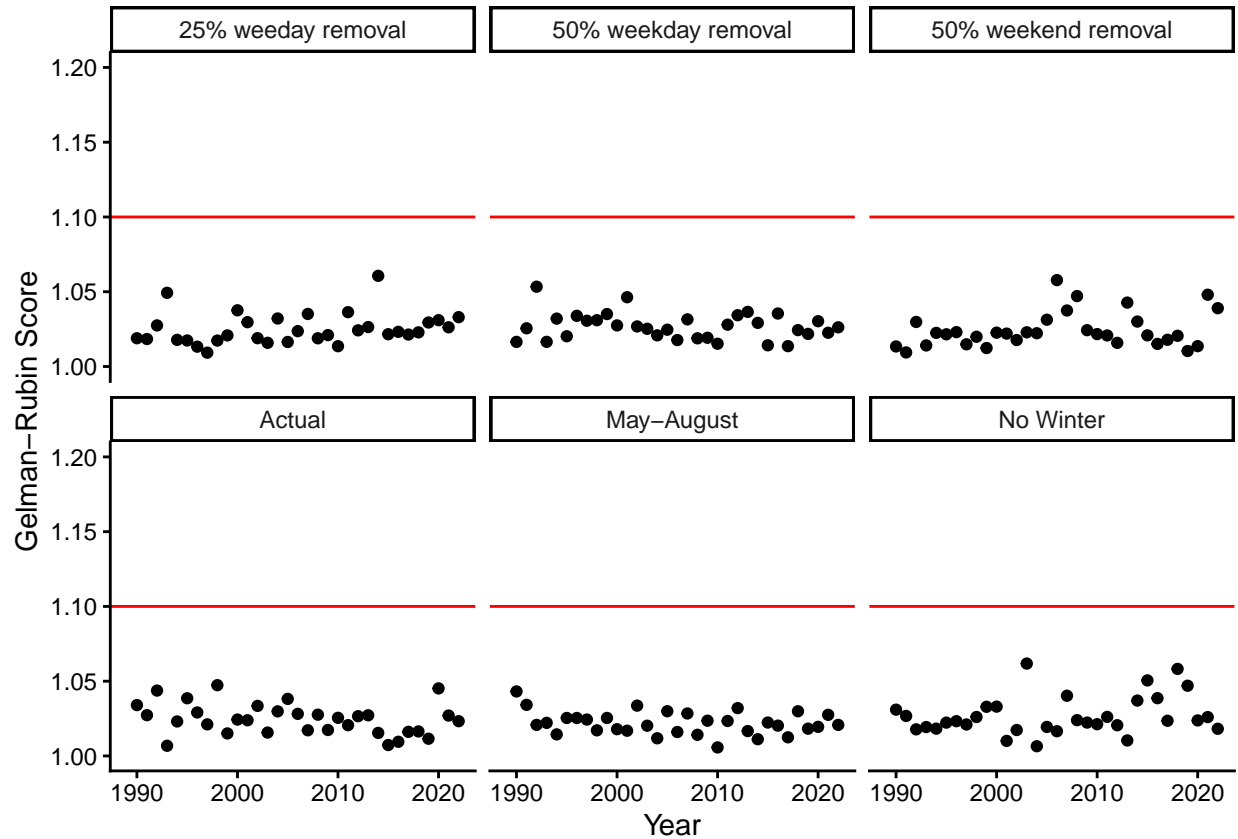 25% weeday removal
50% weekday removal
50% weekend removal
1.20
1.15
1.10
1.05
1.00
Actual
May−August
No Winter
1.20
1.15
1.10
1.05
1.00
1990
2000
2010
2020
1990
2000
2010
2020
1990
2000
2010
2020
Year
Gelman−Rubin Score